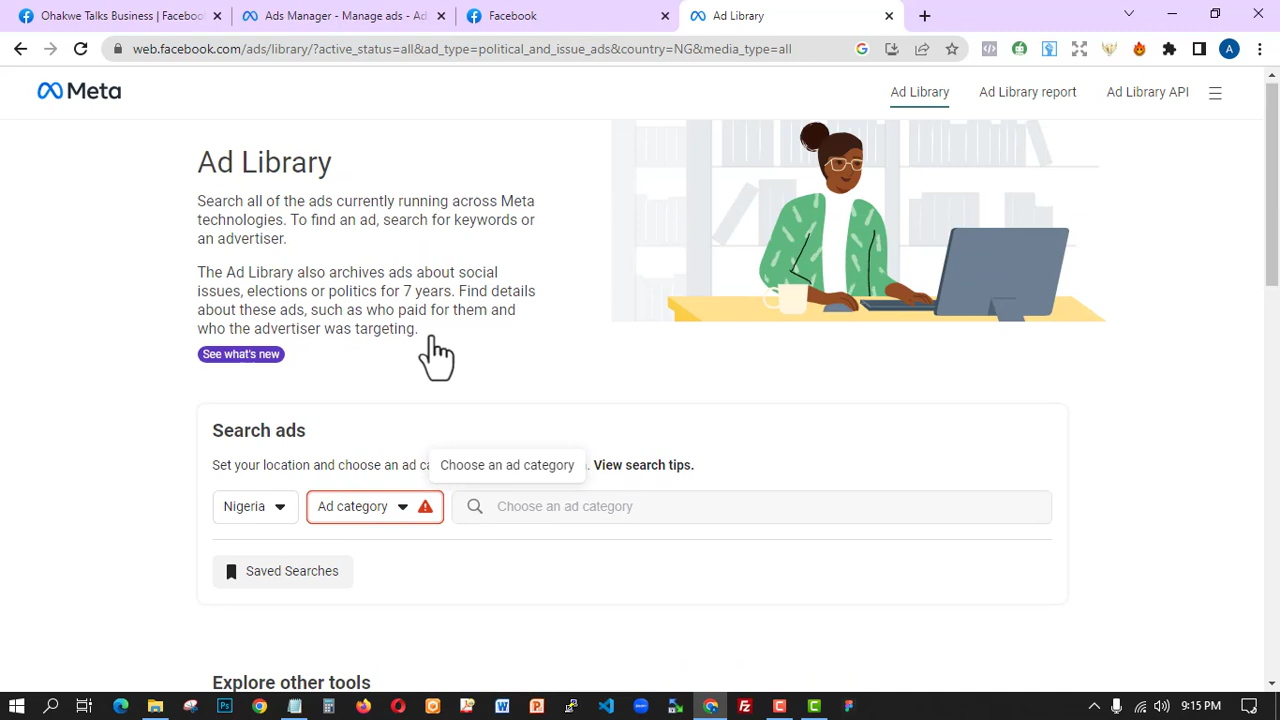 Ohakwe Talks Business | Facebook
Ads Manager - Manage ads - Ad
Facebook
Ad Library
web.facebook.com/ads/library/?active_status=all&ad_type=political_and_issue_ads&country=NG&media_type=all
A
Meta
Ad Library
Ad Library report
Ad Library API
Ad Library
Search all of the ads currently running across Meta
technologies. To find an ad, search for keywords or
an advertiser.
The Ad Library also archives ads about social
issues, elections or politics for 7 years. Find details
about these ads, such as who paid for them and
who the advertiser was targeting.
See what's new
Search ads
Set your location and choose an ad ca
Choose an ad category
. View search tips.
Nigeria
Ad category
Choose an ad category
Saved Searches
Explore other tools
9:15 PM